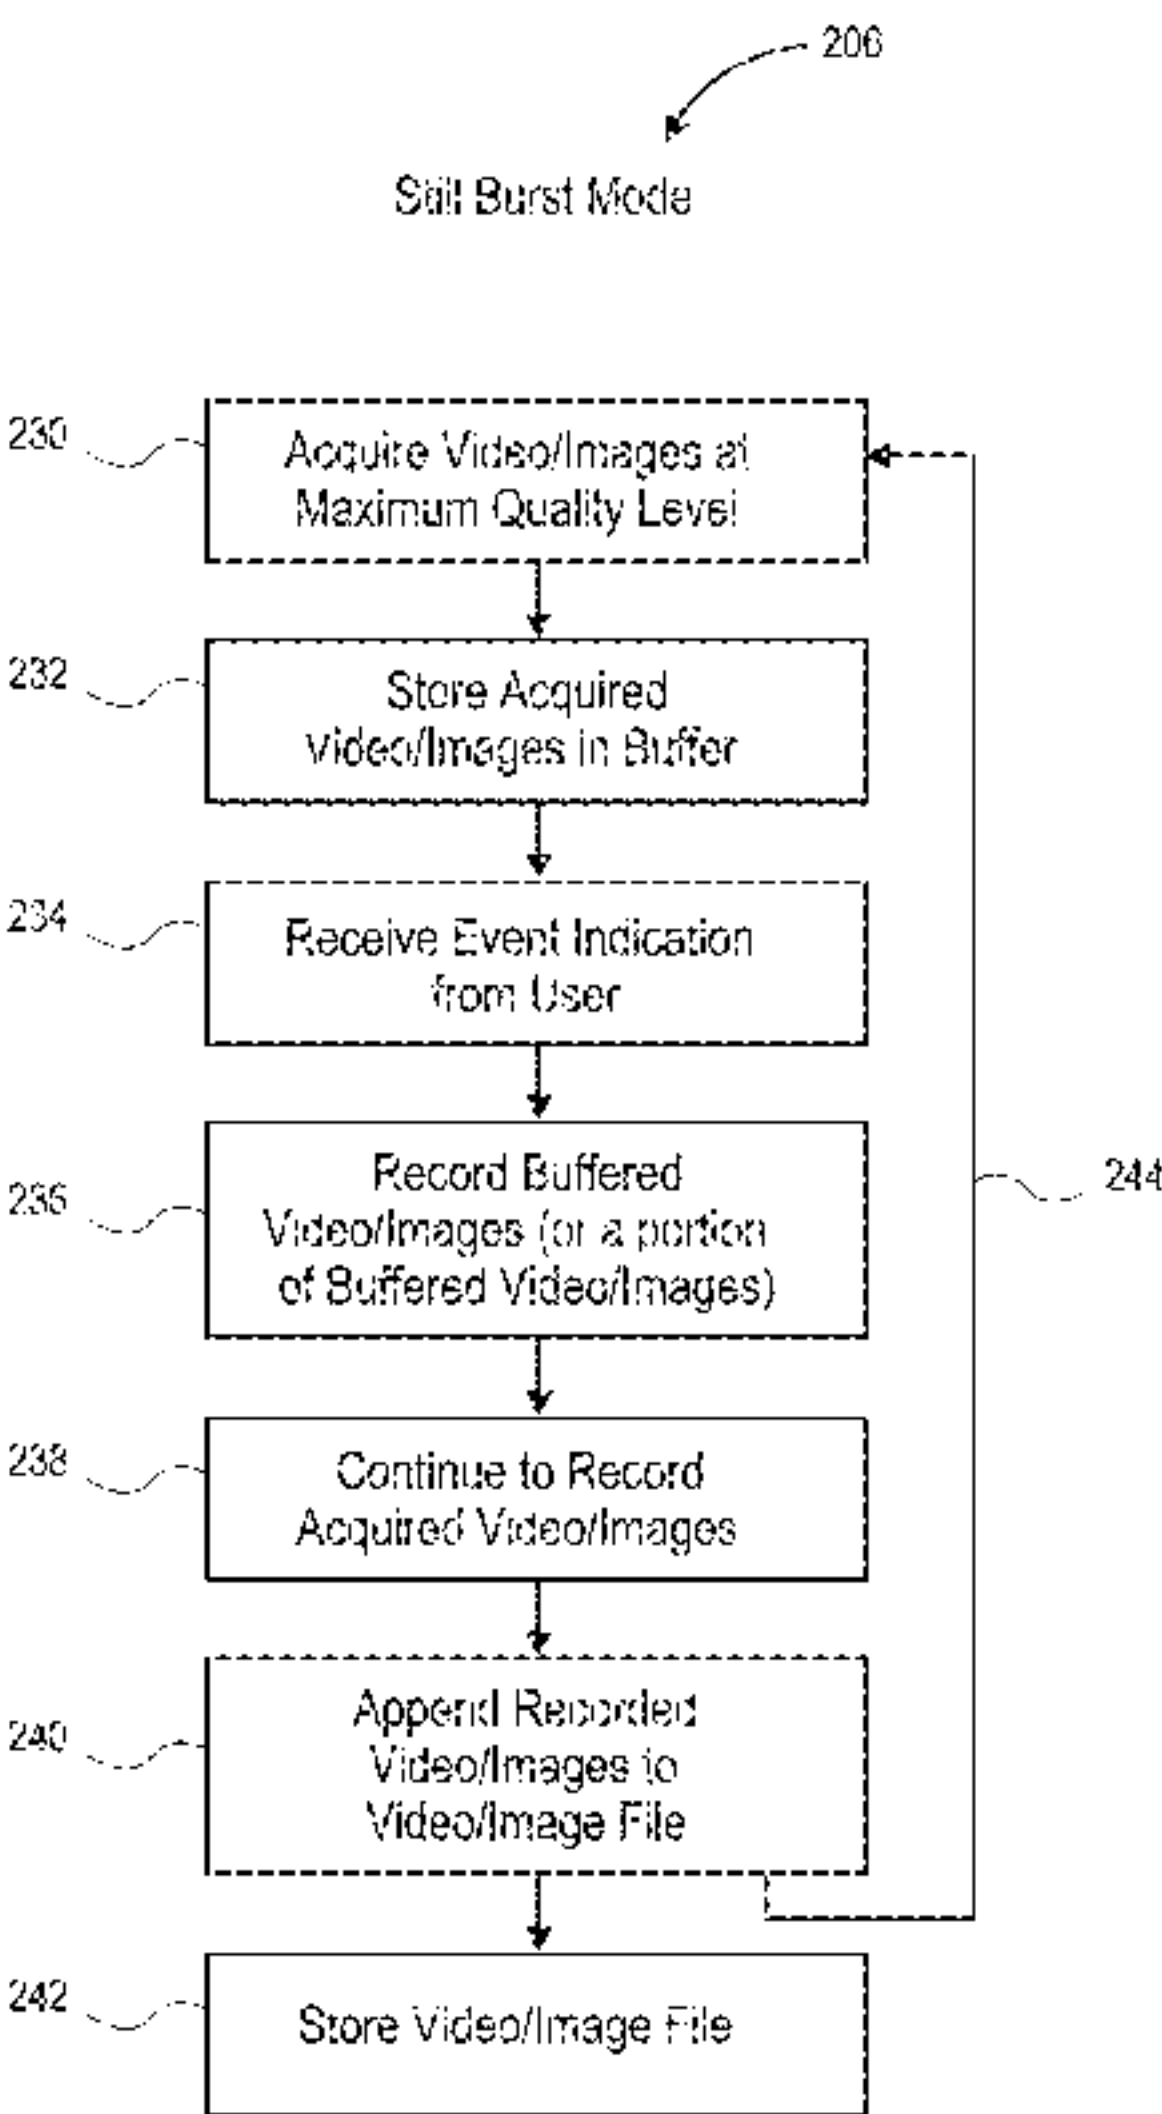 206
Still Burst Mode
230
Acquire Video/Images at
Maximum Quality Level
232
Store Acquired
Video/Images in Buffer
234
Receive Event Indication
from User
236
Record Buffered
Video/Images (or a portion
of Buffered Video/Images)
244
238
Continue to Record
Acquired Video/Images
240
Append Recorded
Video/Images to
Video/Image File
242
Store Video/Image File